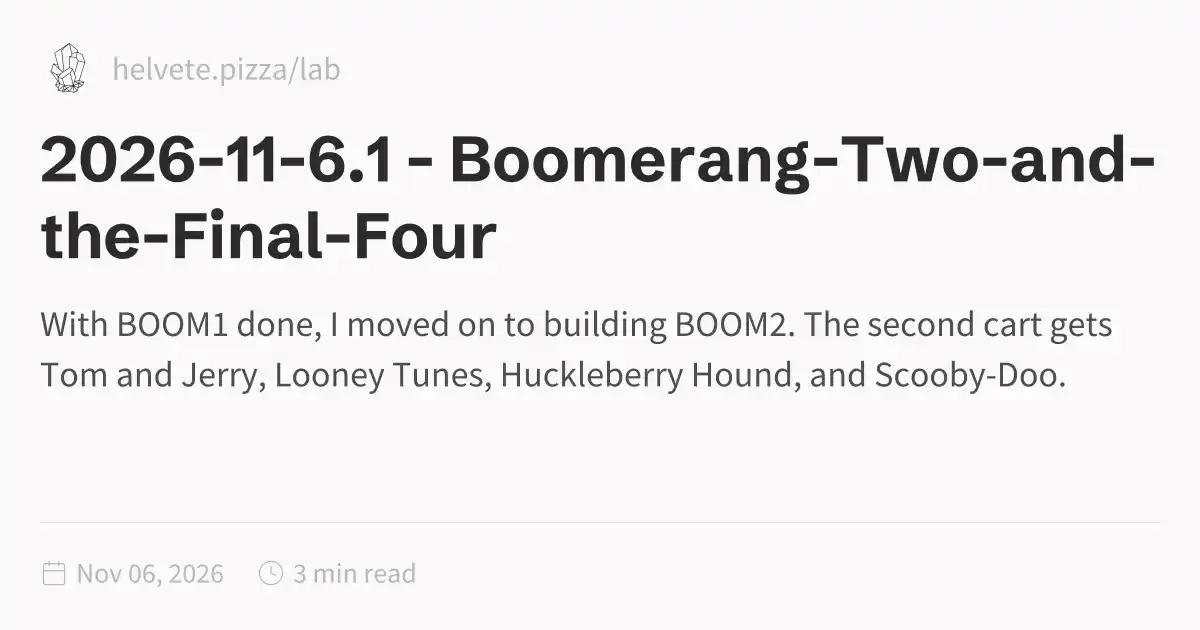 helvete.pizza/lab
2026-11-6.1 - Boomerang-Two-and-
the-Final-Four
With BOOM1 done, I moved on to building BOOM2. The second cart gets
Tom and Jerry, Looney Tunes, Huckleberry Hound, and Scooby-Doo.
Nov 06, 2026 3 min read